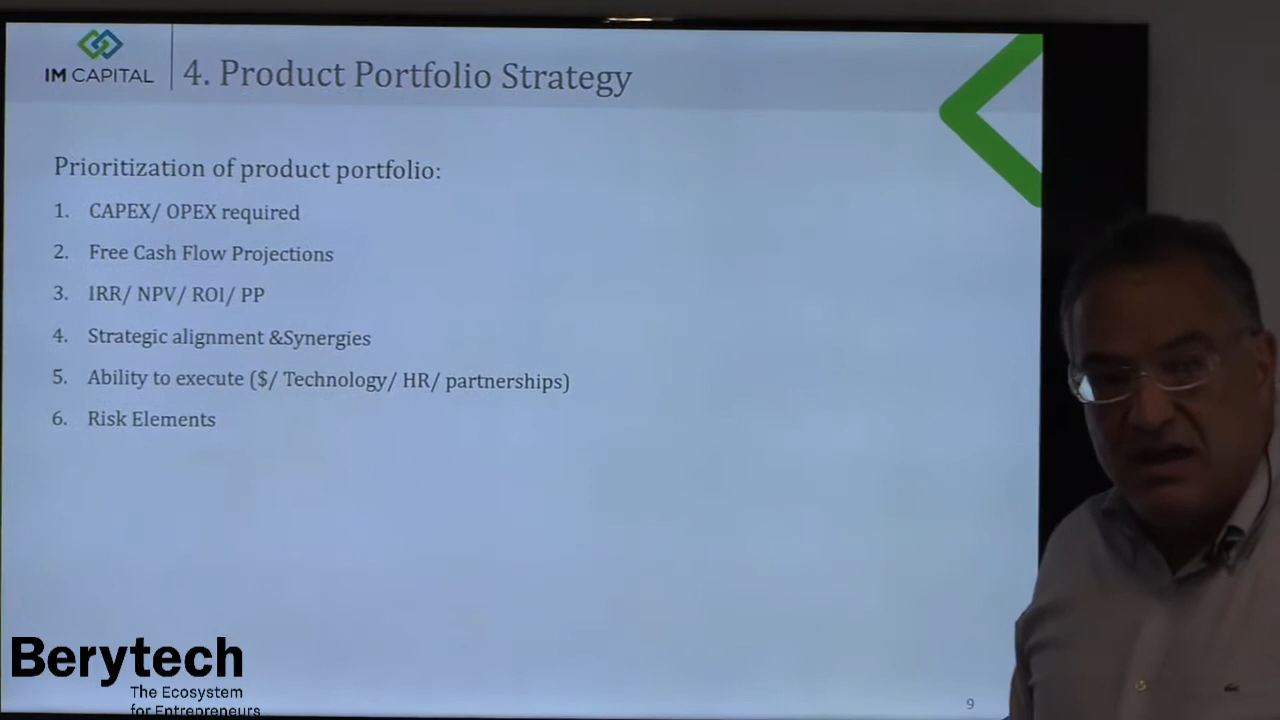 IM CAPITAL
4. Product Portfolio Strategy
Prioritization of product portfolio:
1. CAPEX/ OPEX required
2. Free Cash Flow Projections
3. IRR/ NPV/ ROI/ PP
4. Strategic alignment &Synergies
5. Ability to execute ($/ Technology/ HR/ partnerships)
6. Risk Elements
Berytech
The Ecosystem
for Entrepreneurs
9